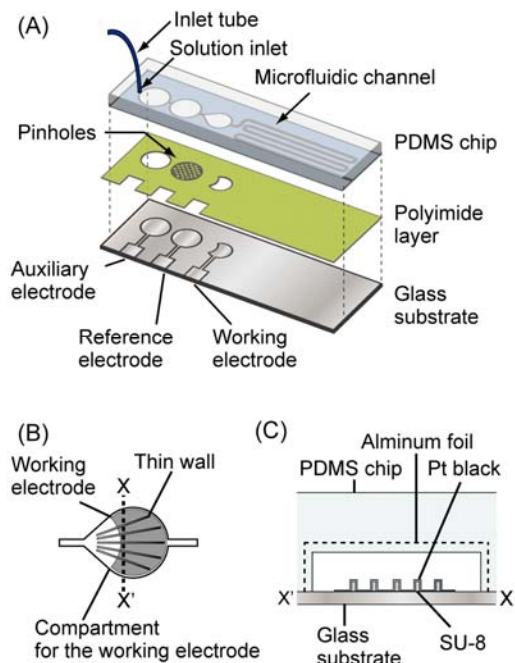 (A)
Inlet tube
Solution inlet
Microfluidic channel
Pinholes
PDMS chip
Polyimide
layer
Auxiliary
electrode
Reference
electrode
Working
electrode
Glass
substrate
(B)
Working
electrode
Thin wall
X
X'
Compartment
for the working electrode
(C)
Alminum foil
PDMS chip
Pt black
X'
X
Glass
substrate
SU-8